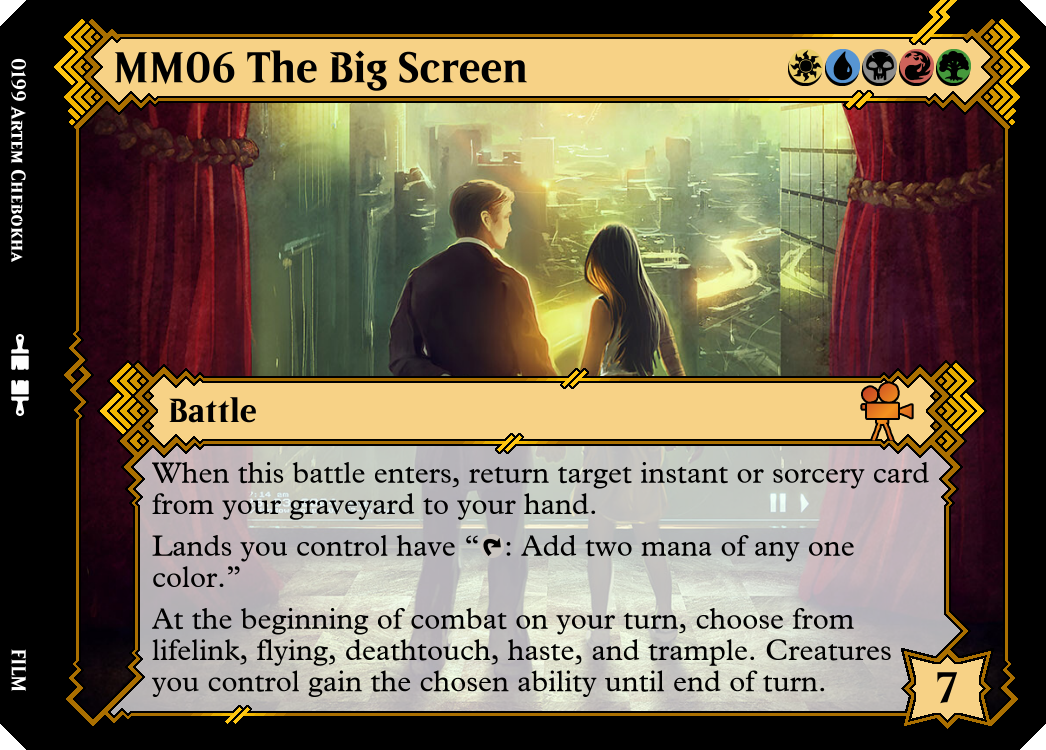 MM06 The Big Screen
Battle
When this battle enters, return target instant or sorcery card
from your graveyard to your hand.
Lands you control have “: Add two mana of any one
color.”
At the beginning of combat on your turn, choose from
lifelink, flying, deathtouch, haste, and trample. Creatures
you control gain the chosen ability until end of turn.
7
0199 Artem Chebokha
FILM